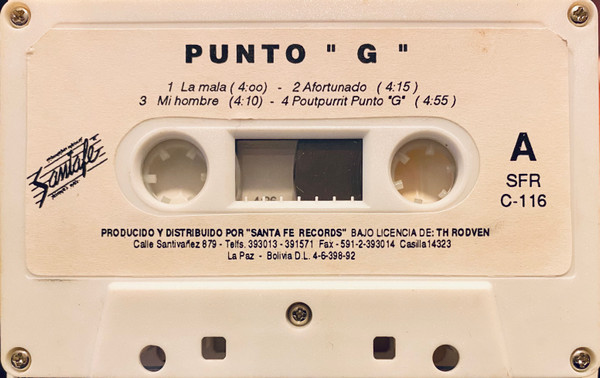 PUNTO " G "
1 La mala ( 4:oo) - 2 Afortunado ( 4:15 )
3 Mi hombre (4:10) - 4 Poutpurrit Punto "G" ( 4:55 )
Santafe
A
SFR
C-116
PRODUCIDO Y DISTRIBUIDO POR "SANTA FE RECORDS" BAJO LICENCIA DE: TH RODVEN
Calle Santivañez 879 - Telfs. 393013 - 391571 Fax - 591-2-393014 Casilla 14323
La Paz - Bolivia D.L. 4-6-398-92